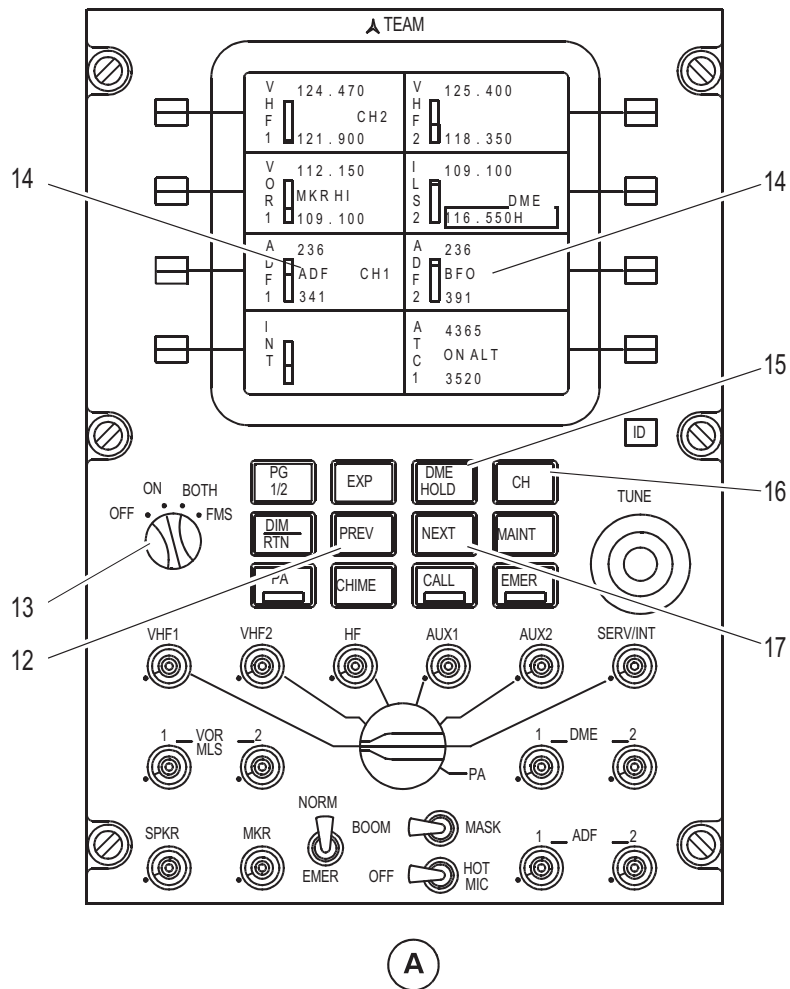 TEAM
VHF1 124.470 CH2 121.900
VHF2 125.400 118.350
VOR1 112.150 MKR HI 109.100
ILS2 109.100 DME 116.550H
ADF1 236 ADF CH1 341
ADF2 236 BFO 391
INT
ATC1 4365 ON ALT 3520
14
14
15
ID
PG 1/2
EXP
DME HOLD
CH
16
TUNE
OFF ON BOTH FMS
DIM RTN
PREV
NEXT
MAINT
13
PA
CHIME
CALL
EMER
12
17
VHF1 VHF2 HF AUX1 AUX2 SERV/INT
1 VOR MLS 2
1 DME 2
PA
NORM
BOOM MASK
SPKR MKR
EMER
OFF HOT MIC
1 ADF 2
A